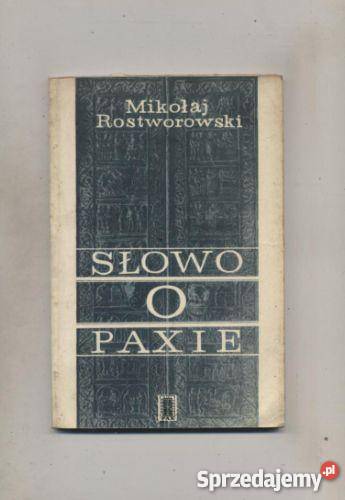 Mikołaj
Rostworowski
SŁOWO
O
PAXIE
Sprzedajemy.pl